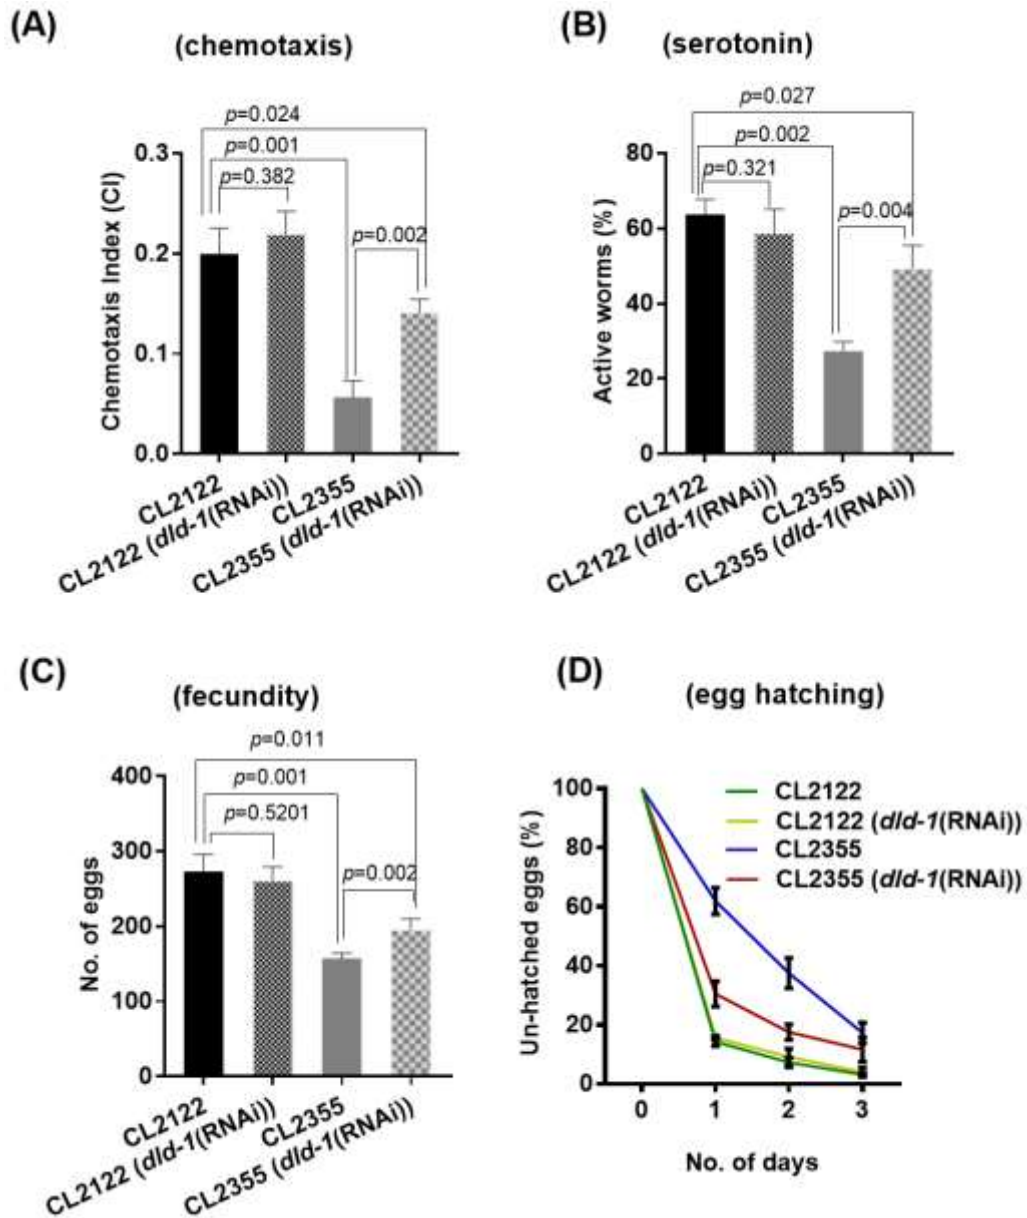 (A)
(chemotaxis)
p=0.024
p=0.001
p=0.382
p=0.002
Chemotaxis Index (CI)
0.3
0.2
0.1
0.0
CL2122
CL2122 (dld-1(RNAi))
CL2355
CL2355 (dld-1(RNAi))
(B)
(serotonin)
p=0.027
p=0.002
p=0.321
p=0.004
Active worms (%)
80
60
40
20
0
CL2122
CL2122 (dld-1(RNAi))
CL2355
CL2355 (dld-1(RNAi))
(C)
(fecundity)
p=0.011
p=0.001
p=0.5201
p=0.002
No. of eggs
400
300
200
100
0
CL2122
CL2122 (dld-1(RNAi))
CL2355
CL2355 (dld-1(RNAi))
(D)
(egg hatching)
CL2122
CL2122 (dld-1(RNAi))
CL2355
CL2355 (dld-1(RNAi))
Un-hatched eggs (%)
100
80
60
40
20
0
0 1 2 3
No. of days